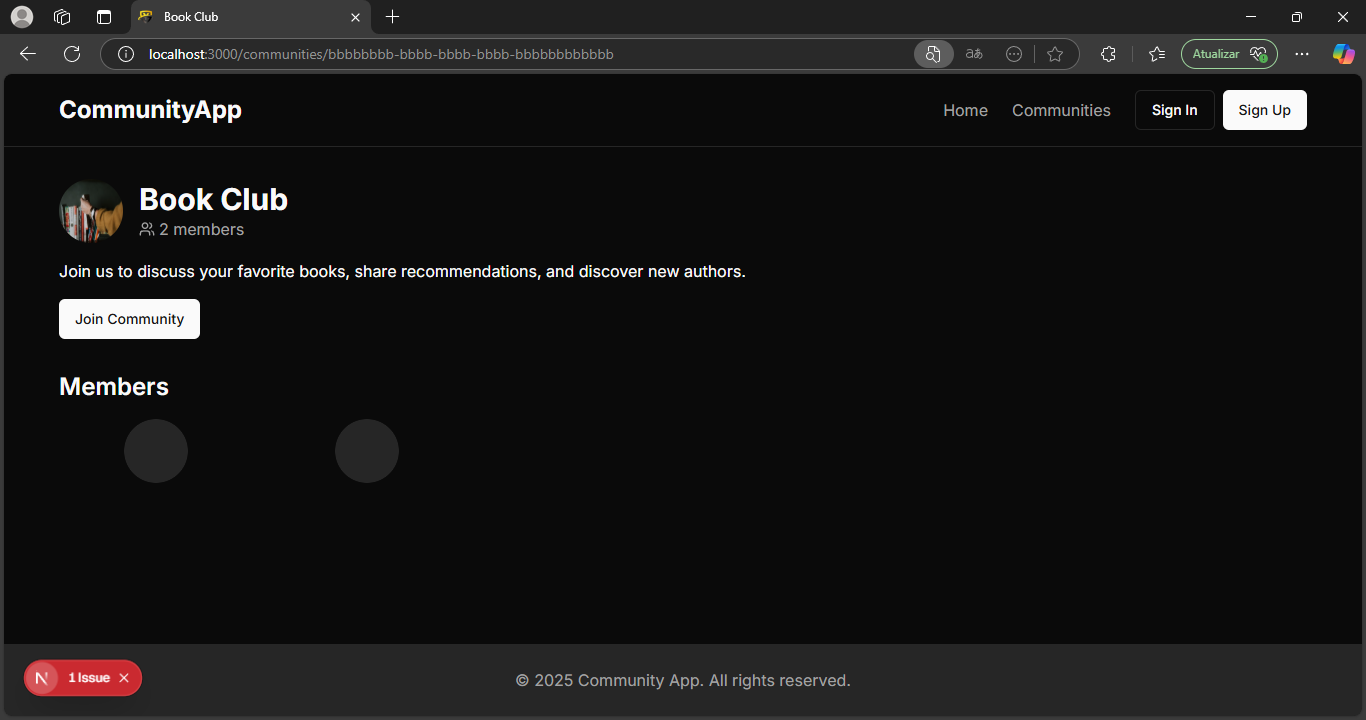 Book Club
localhost:3000/communities/bbbbbbbb-bbbb-bbbb-bbbb-bbbbbbbbbbbb
aあ
Atualizar
CommunityApp
Home
Communities
Sign In
Sign Up
Book Club
2 members
Join us to discuss your favorite books, share recommendations, and discover new authors.
Join Community
Members
N
1 Issue
© 2025 Community App. All rights reserved.